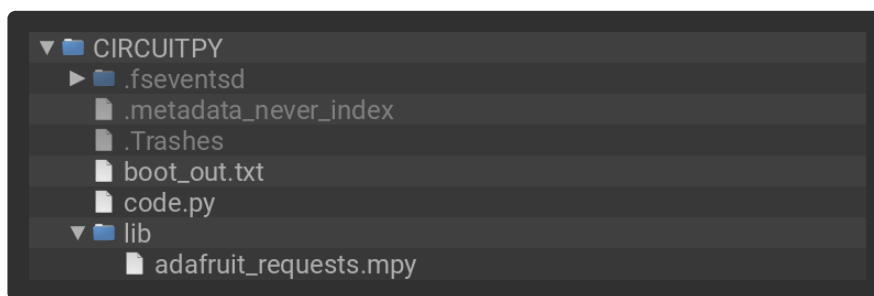 CIRCUITPY
.fseventsd
.metadata_never_index
.Trashes
boot_out.txt
code.py
lib
adafruit_requests.mpy